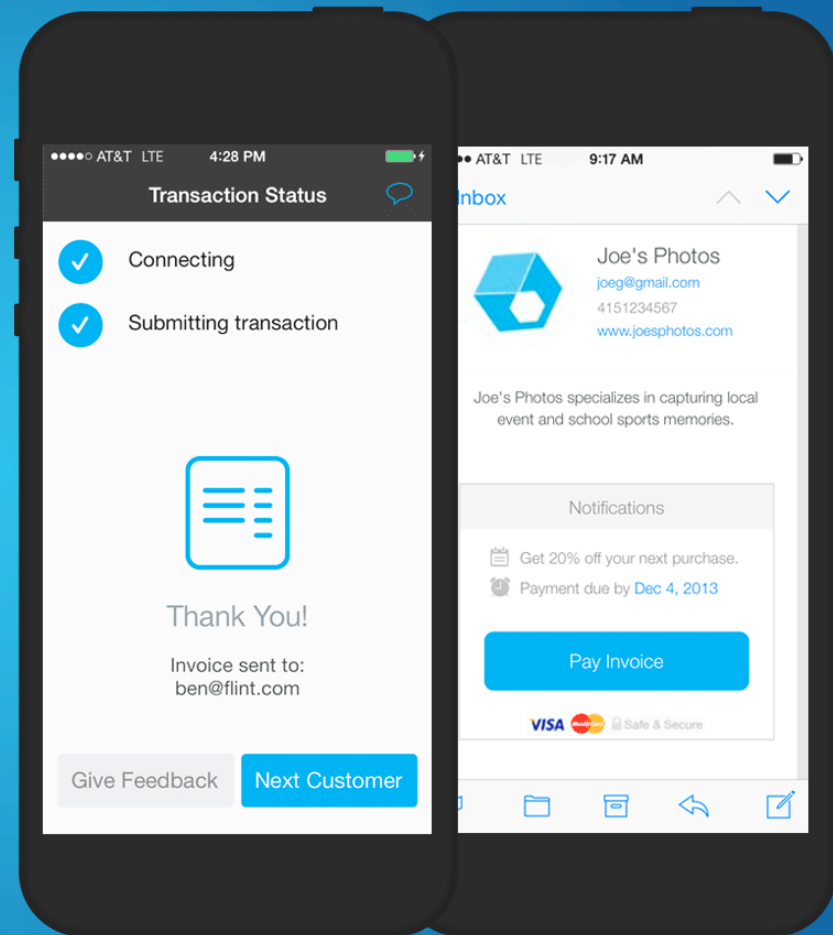 AT&T LTE 4:28 PM
Transaction Status
Connecting
Submitting transaction
Thank You!
Invoice sent to:
ben@flint.com
Give Feedback
Next Customer
AT&T LTE 9:17 AM
Inbox
Joe's Photos
joeg@gmail.com
4151234567
www.joesphotos.com
Joe's Photos specializes in capturing local
event and school sports memories.
Notifications
Get 20% off your next purchase.
Payment due by Dec 4, 2013
Pay Invoice
VISA MasterCard Safe & Secure